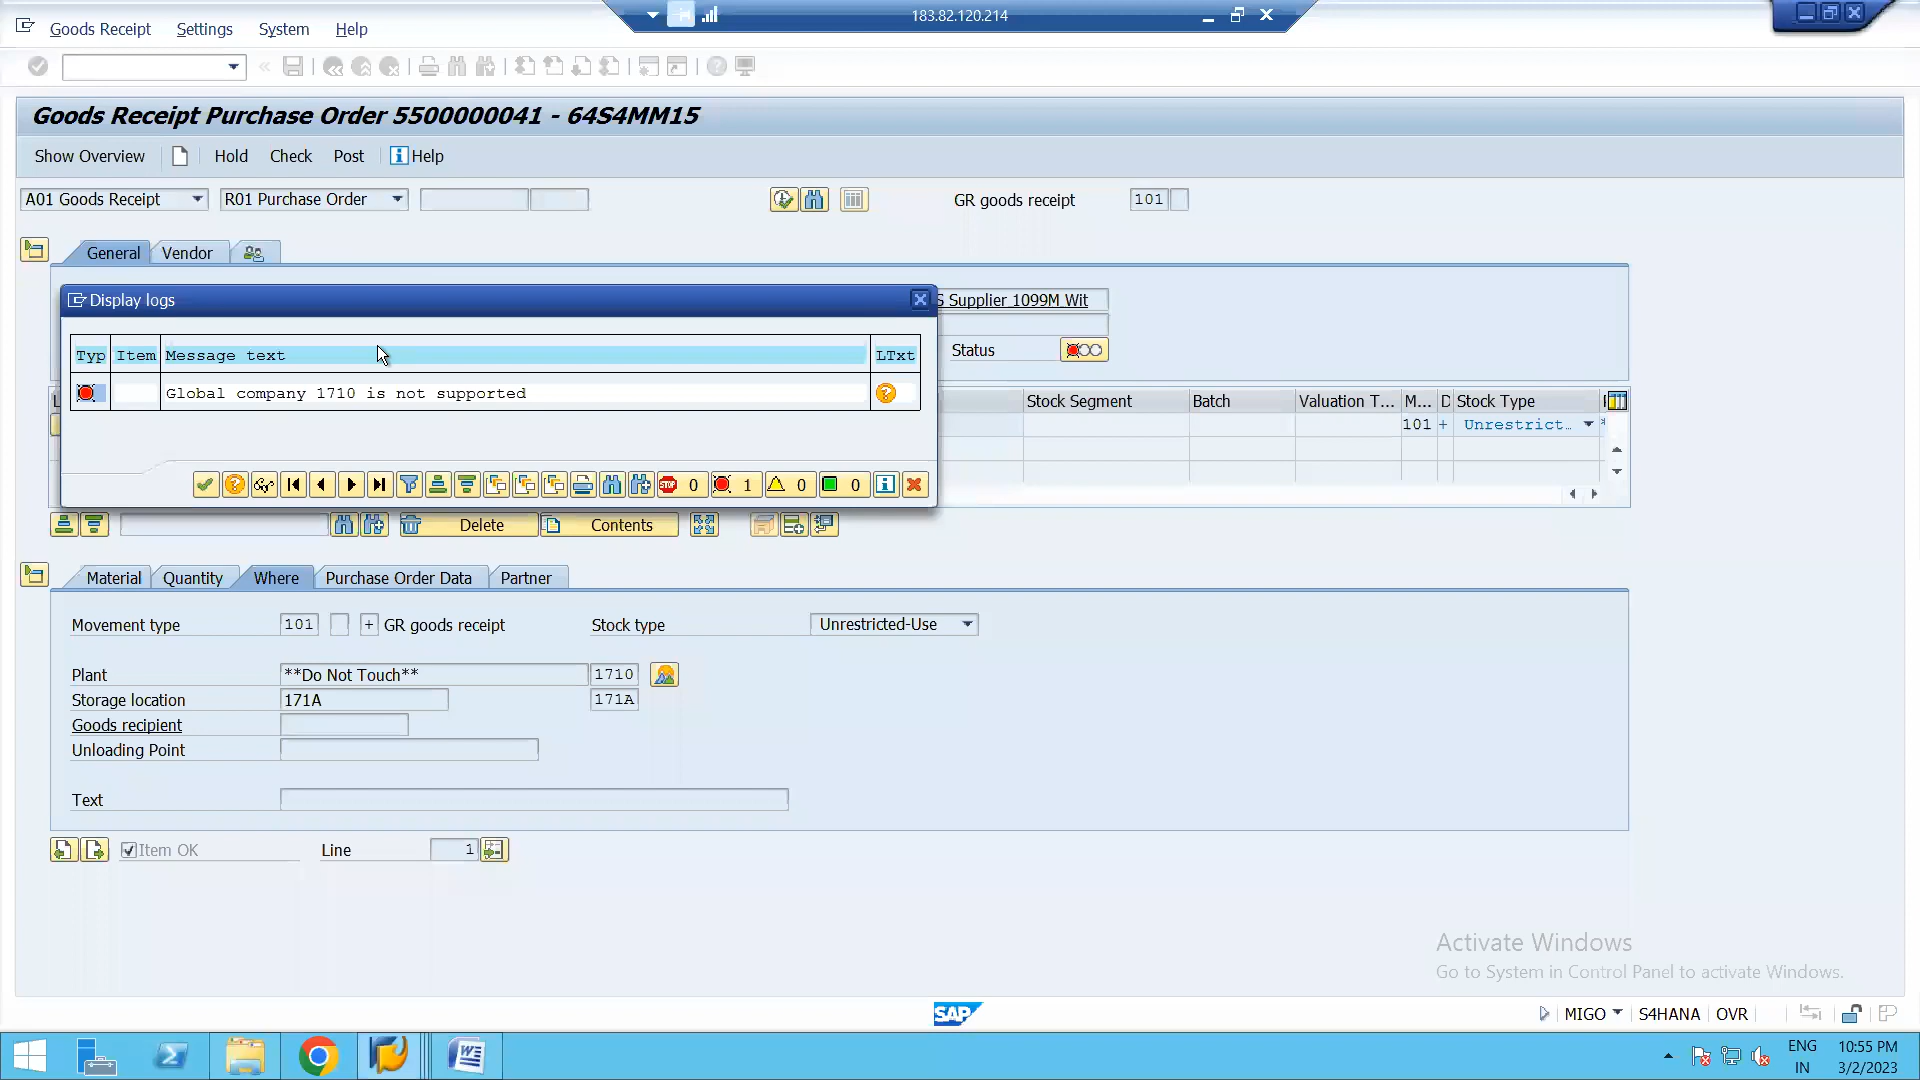 183.82.120.214
Goods Receipt Settings System Help
Goods Receipt Purchase Order 5500000041 - 64S4MM15
Show Overview Hold Check Post Help
A01 Goods Receipt R01 Purchase Order GR goods receipt 101
General Vendor
Display logs
S Supplier 1099M Wit
Typ Item Message text LTxt
Status
Global company 1710 is not supported
Stock Segment Batch Valuation T... M... D Stock Type
101 + Unrestrict…
0 1 0 0
Delete Contents
Material Quantity Where Purchase Order Data Partner
Movement type 101 + GR goods receipt Stock type Unrestricted-Use
Plant **Do Not Touch** 1710
Storage location 171A 171A
Goods recipient
Unloading Point
Text
Item OK Line 1
Activate Windows
Go to System in Control Panel to activate Windows.
SAP MIGO S4HANA OVR
ENG 10:55 PM
IN 3/2/2023